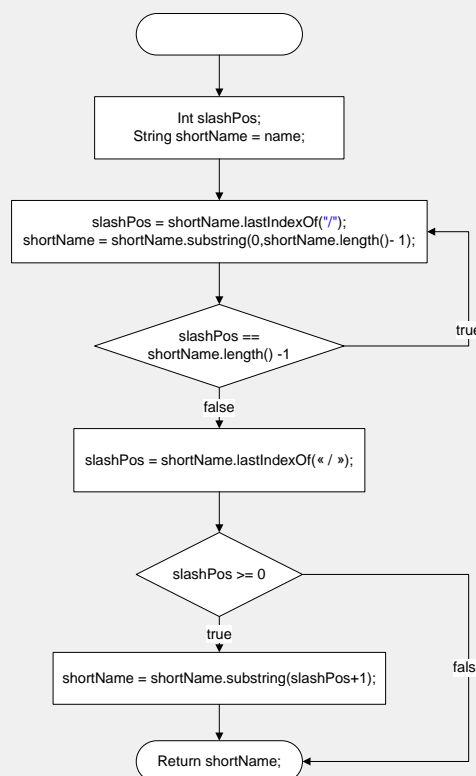 Int slashPos;
String shortName = name;
slashPos = shortName.lastIndexOf("/");
shortName = shortName.substring(0,shortName.length()- 1);
true
slashPos ==
shortName.length() -1
false
slashPos = shortName.lastIndexOf(« / »);
slashPos >= 0
true
fals
shortName = shortName.substring(slashPos+1);
Return shortName;